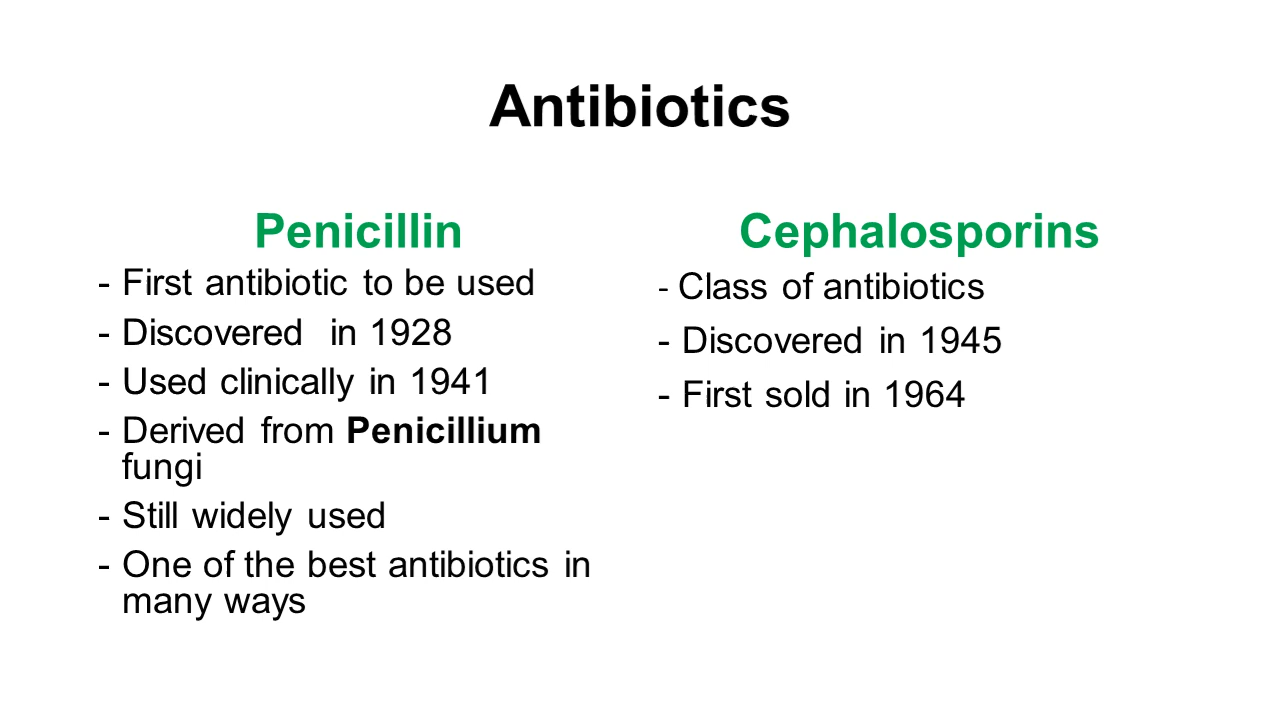 Antibiotics
Penicillin
- First antibiotic to be used
- Discovered  in 1928
- Used clinically in 1941
- Derived from Penicillium
fungi
- Still widely used
- One of the best antibiotics in
many ways
Cephalosporins
- Class of antibiotics
- Discovered in 1945
- First sold in 1964